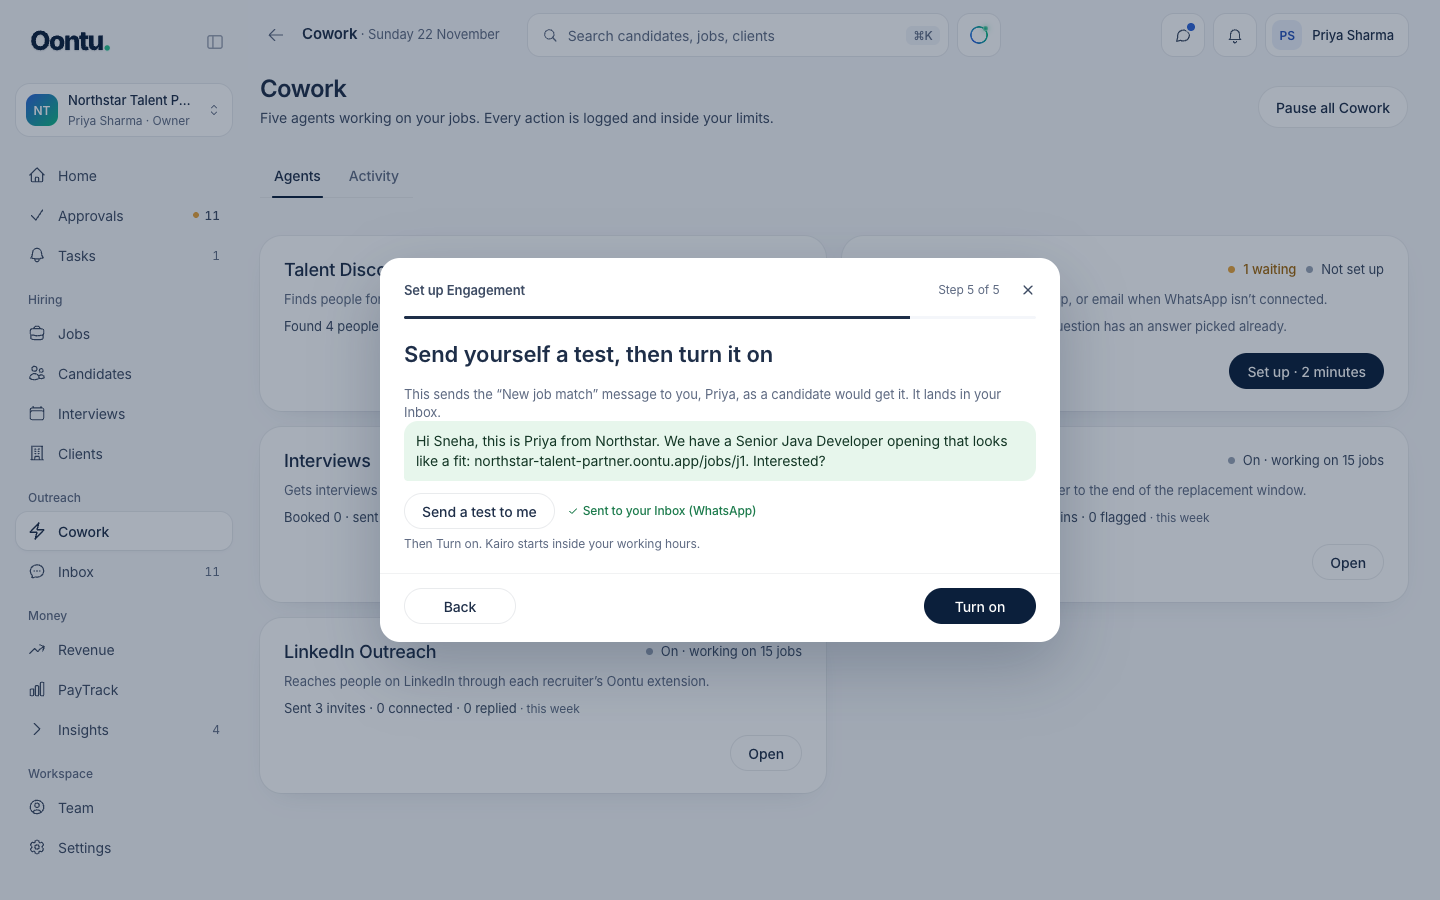 Oontu.
Cowork · Sunday 22 November
Search candidates, jobs, clients
⌘K
PS
Priya Sharma
NT
Northstar Talent P...
Priya Sharma · Owner
Home
Approvals
11
Tasks
1
Hiring
Jobs
Candidates
Interviews
Clients
Outreach
Cowork
Inbox
11
Money
Revenue
PayTrack
Insights
4
Workspace
Team
Settings
Cowork
Five agents working on your jobs. Every action is logged and inside your limits.
Pause all Cowork
Agents
Activity
Talent Disc
Finds people for
Found 4 people
1 waiting
Not set up
p, or email when WhatsApp isn’t connected.
uestion has an answer picked already.
Set up · 2 minutes
Interviews
Gets interviews
Booked 0 · sent
On · working on 15 jobs
er to the end of the replacement window.
ins · 0 flagged · this week
Open
LinkedIn Outreach
On · working on 15 jobs
Reaches people on LinkedIn through each recruiter’s Oontu extension.
Sent 3 invites · 0 connected · 0 replied · this week
Open
Set up Engagement
Step 5 of 5
Send yourself a test, then turn it on
This sends the “New job match” message to you, Priya, as a candidate would get it. It lands in your
Inbox.
Hi Sneha, this is Priya from Northstar. We have a Senior Java Developer opening that looks
like a fit: northstar-talent-partner.oontu.app/jobs/j1. Interested?
Send a test to me
✓ Sent to your Inbox (WhatsApp)
Then Turn on. Kairo starts inside your working hours.
Back
Turn on